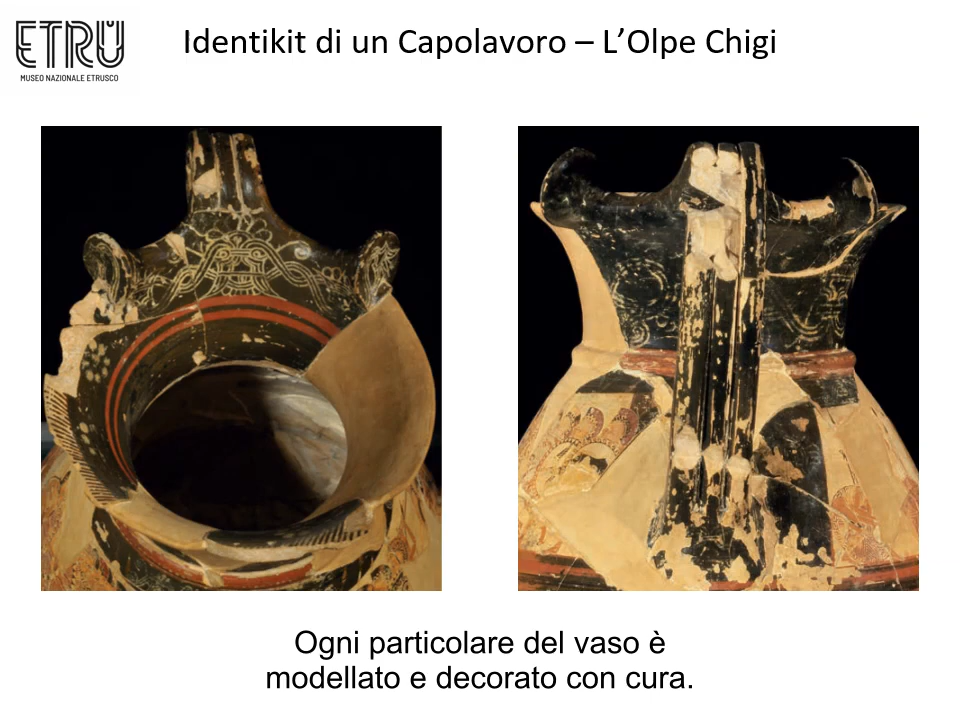 ETRU
MUSEO NAZIONALE ETRUSCO
Identikit di un Capolavoro – L’Olpe Chigi
Ogni particolare del vaso è
modellato e decorato con cura.